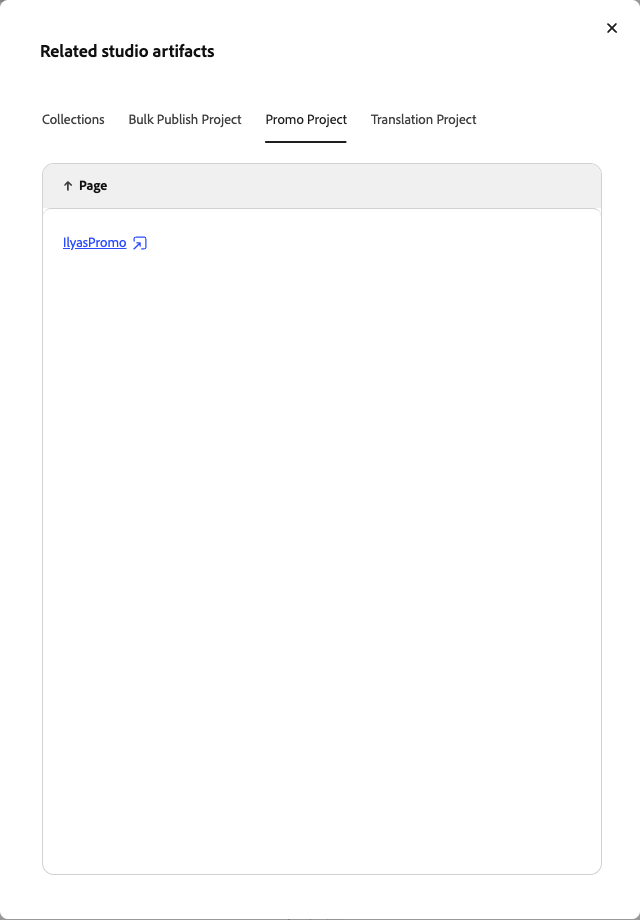 Related studio artifacts
Collections
Bulk Publish Project
Promo Project
Translation Project
Page
IlyasPromo